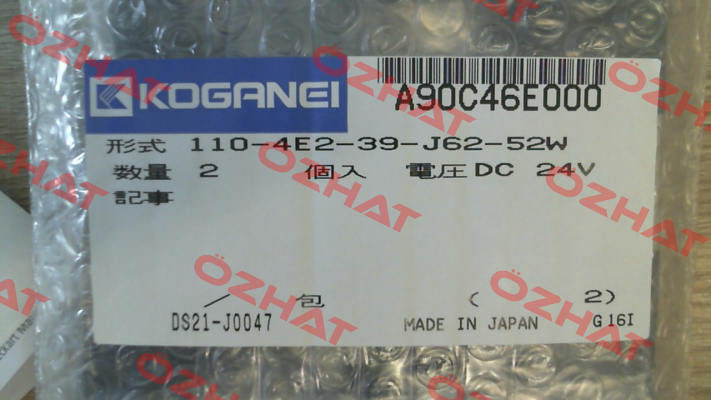 KOGANEI
A90C46E000
形式 110-4E2-39-J62-52W
数量 2 個入 電圧 DC 24V
記事
/ 包 ( 2)
DS21-J0047 MADE IN JAPAN G16I
ÖZHAT